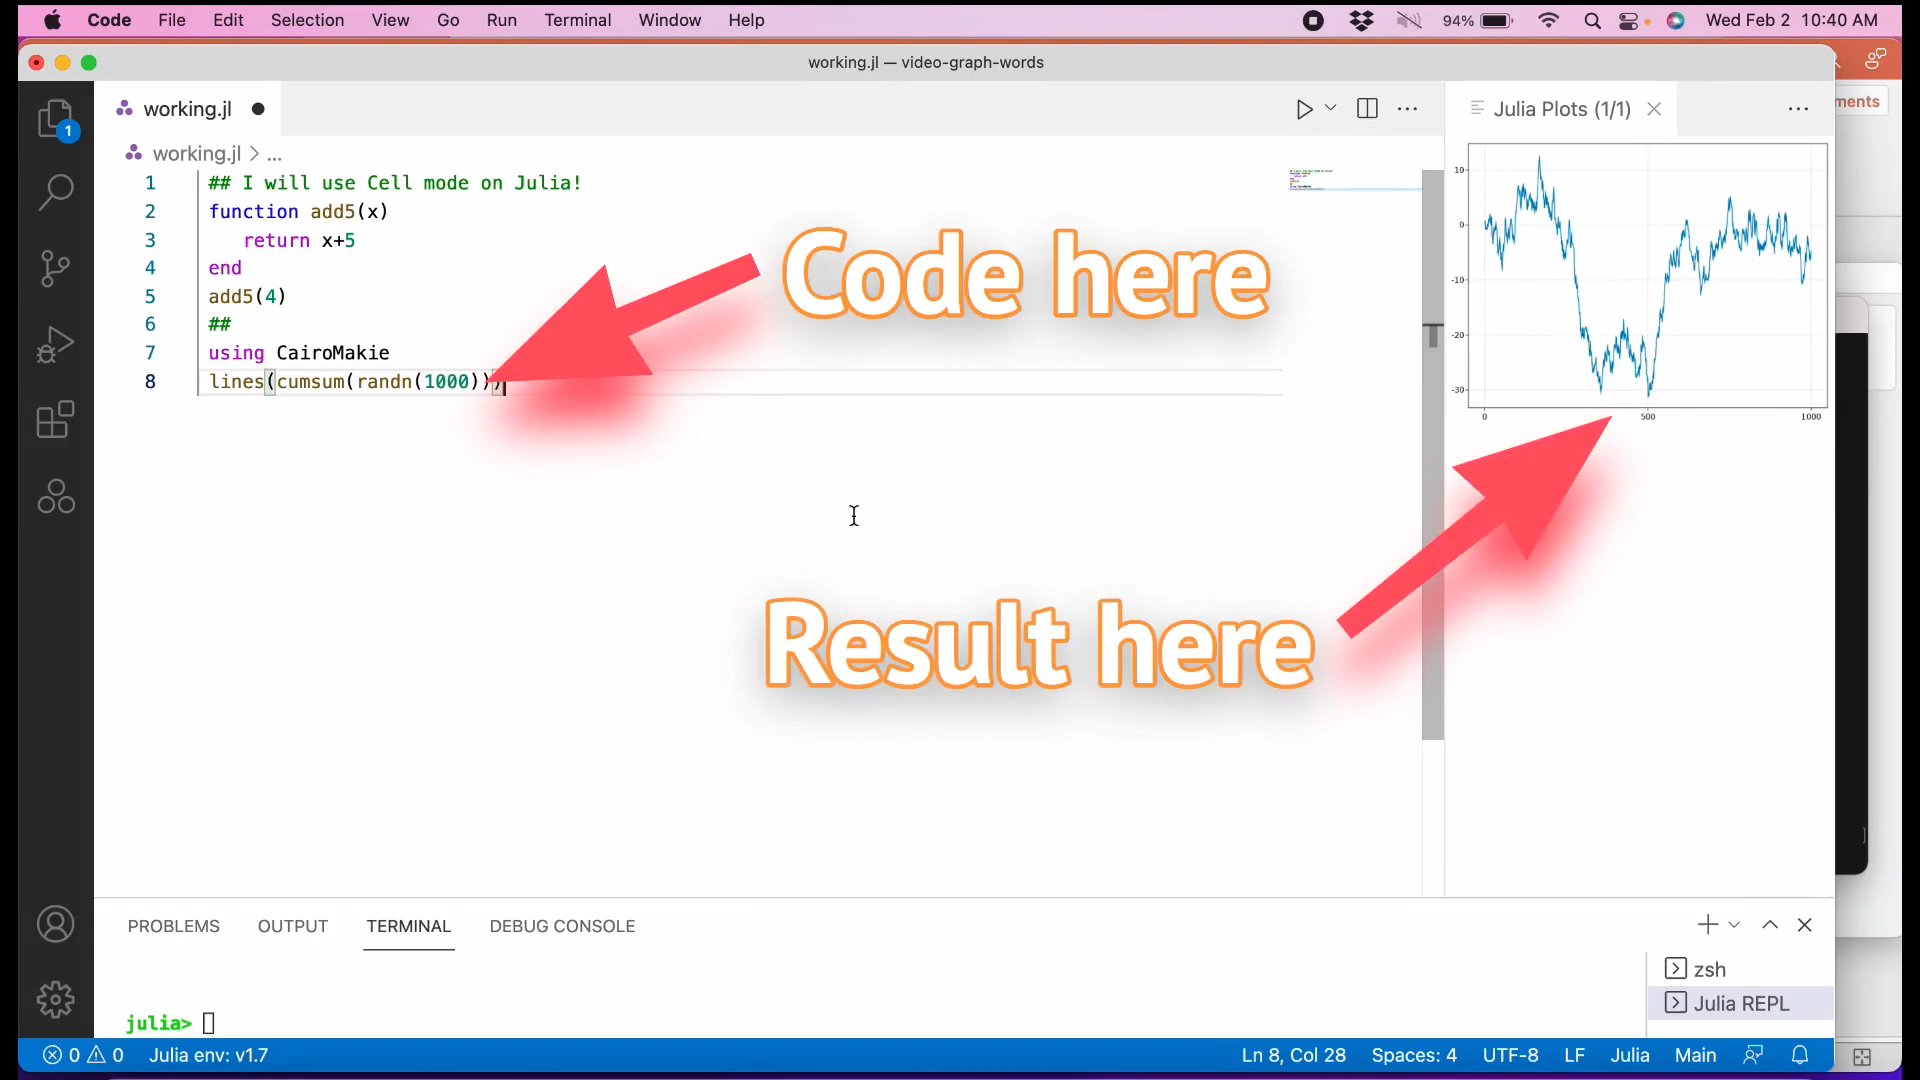 Code File Edit Selection View Go Run Terminal Window Help 94% Wed Feb 2 10:40 AM
working.jl — video-graph-words
1
working.jl
Julia Plots (1/1)
working.jl > ...
1 ## I will use Cell mode on Julia!
2 function add5(x)
3 return x+5
4 end
5 add5(4)
6 ##
7 using CairoMakie
8 lines(cumsum(randn(1000)))
Code here
Result here
10
0
-10
-20
-30
0 500 1000
ments
PROBLEMS OUTPUT TERMINAL DEBUG CONSOLE
zsh
Julia REPL
julia>
0 0 Julia env: v1.7 Ln 8, Col 28 Spaces: 4 UTF-8 LF Julia Main